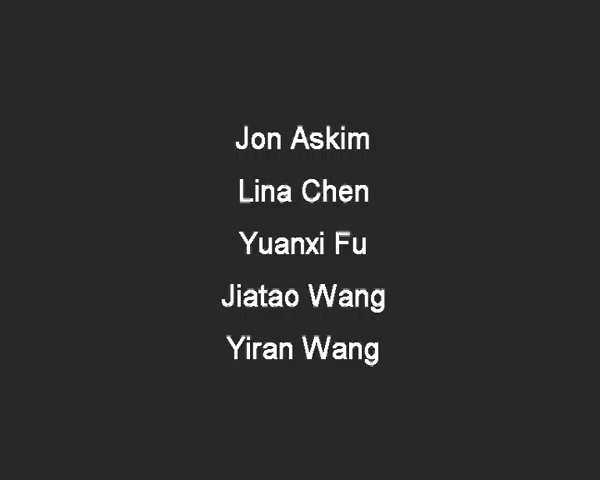 Jon Askim
Lina Chen
Yuanxi Fu
Jiatao Wang
Yiran Wang